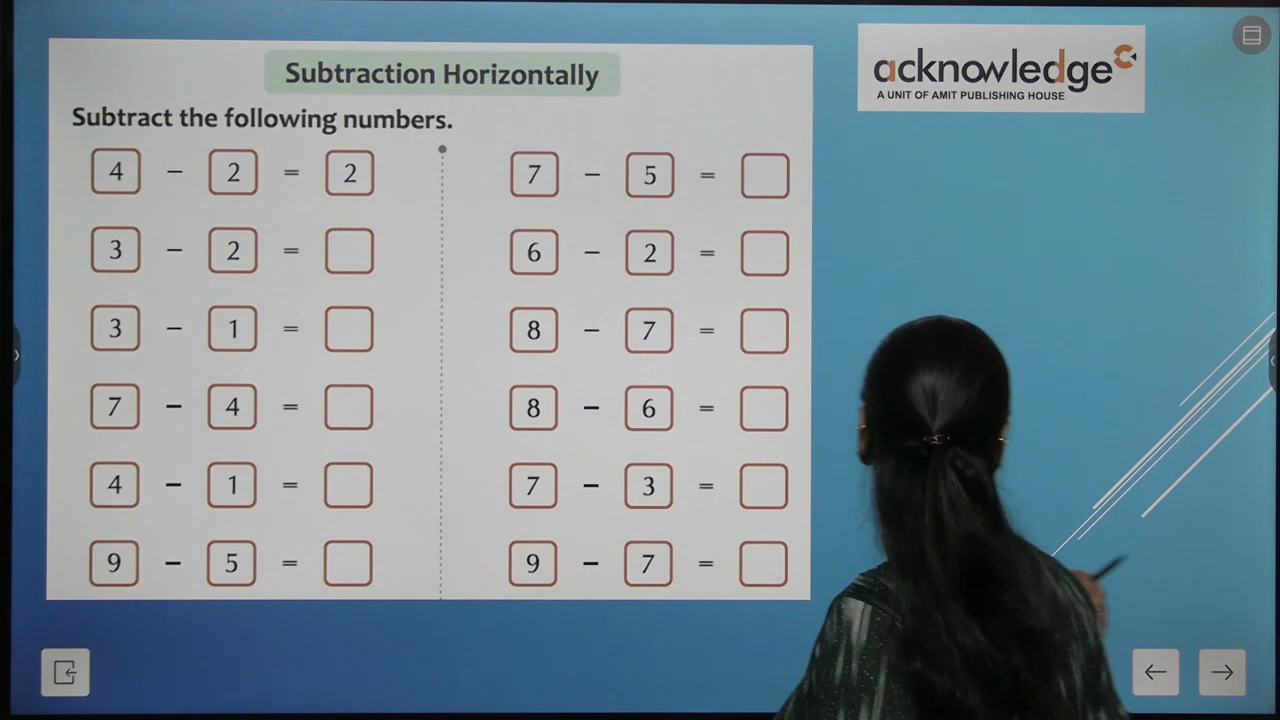 Subtraction Horizontally
acknowledge
A UNIT OF AMIT PUBLISHING HOUSE
Subtract the following numbers.
4 − 2 = 2
3 − 2 =
3 − 1 =
7 − 4 =
4 − 1 =
9 − 5 =
7 − 5 =
6 − 2 =
8 − 7 =
8 − 6 =
7 − 3 =
9 − 7 =